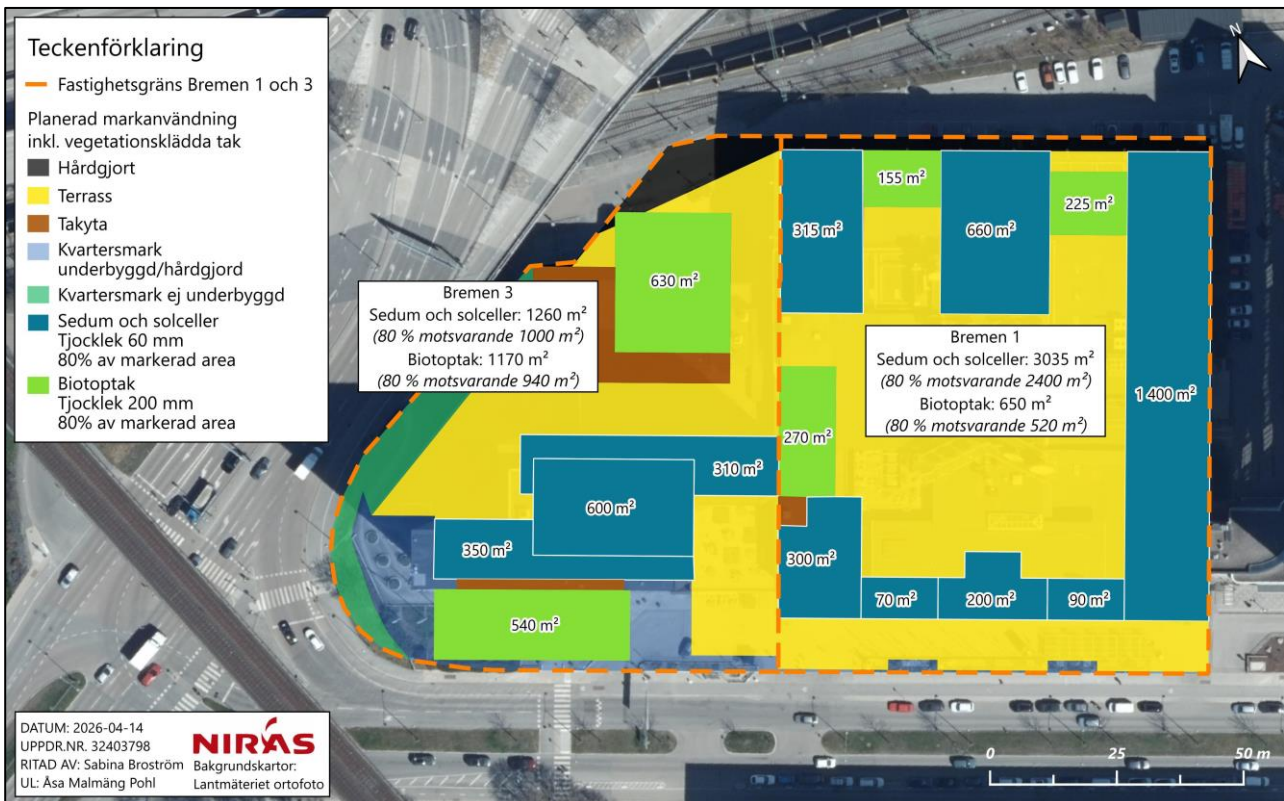 Teckenförklaring
Fastighetsgräns Bremen 1 och 3
Planerad markanvändning
inkl. vegetationsklädda tak
Hårdgjort
Terrass
Takyta
Kvartersmark
underbyggd/hårdgjord
Kvartersmark ej underbyggd
Sedum och solceller
Tjocklek 60 mm
80% av markerad area
Biotoptak
Tjocklek 200 mm
80% av markerad area
N
155 m²
225 m²
315 m²
660 m²
630 m²
Bremen 3
Sedum och solceller: 1260 m²
(80 % motsvarande 1000 m²)
Biotoptak: 1170 m²
(80 % motsvarande 940 m²)
Bremen 1
Sedum och solceller: 3035 m²
(80 % motsvarande 2400 m²)
Biotoptak: 650 m²
(80 % motsvarande 520 m²)
1 400 m²
270 m²
310 m²
600 m²
350 m²
300 m²
70 m²
200 m²
90 m²
540 m²
DATUM: 2026-04-14
UPPDR.NR. 32403798
RITAD AV: Sabina Broström
UL: Åsa Malmäng Pohl
NIRÁS
Bakgrundskartor:
Lantmäteriet ortofoto
0 25 50 m